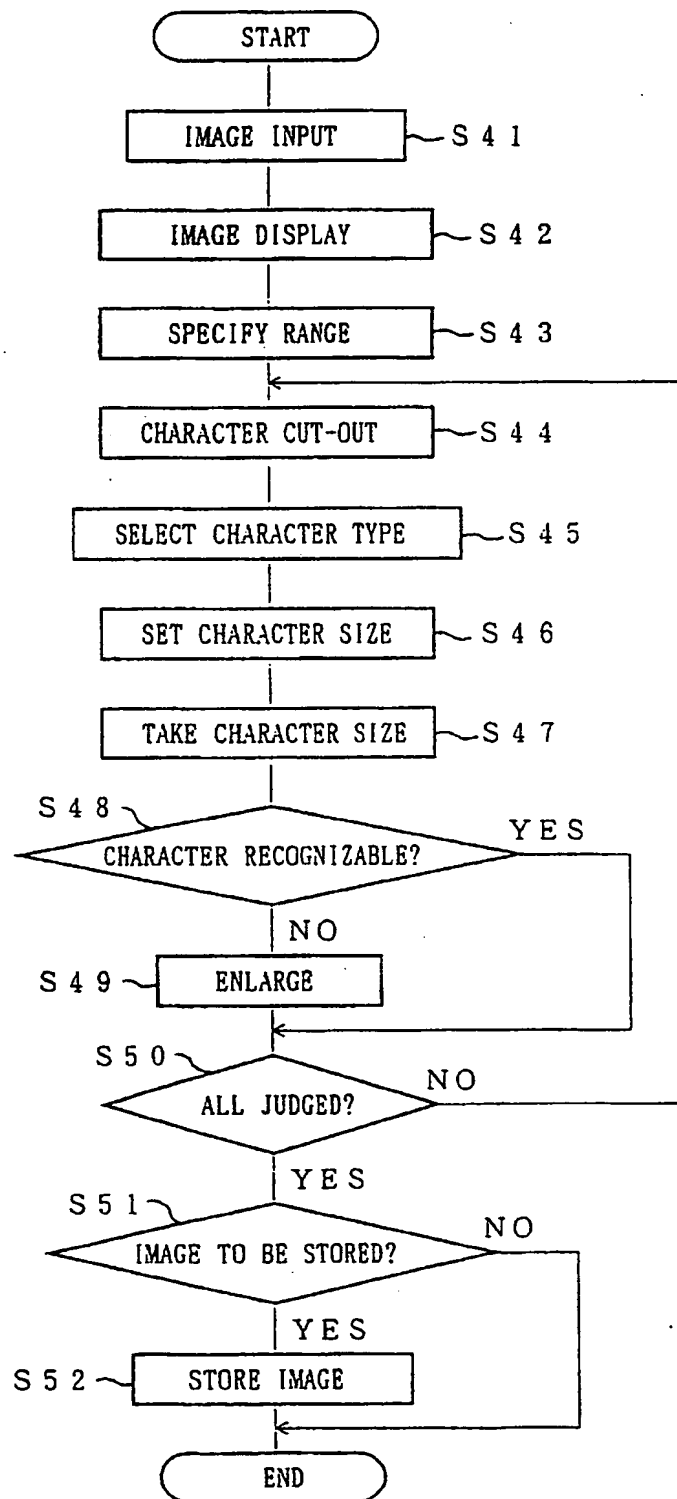 START
IMAGE INPUT S41
IMAGE DISPLAY S42
SPECIFY RANGE S43
CHARACTER CUT-OUT S44
SELECT CHARACTER TYPE S45
SET CHARACTER SIZE S46
TAKE CHARACTER SIZE S47
S48
YES
CHARACTER RECOGNIZABLE?
NO
S49 ENLARGE
S50
NO
ALL JUDGED?
YES
S51
NO
IMAGE TO BE STORED?
YES
S52 STORE IMAGE
END